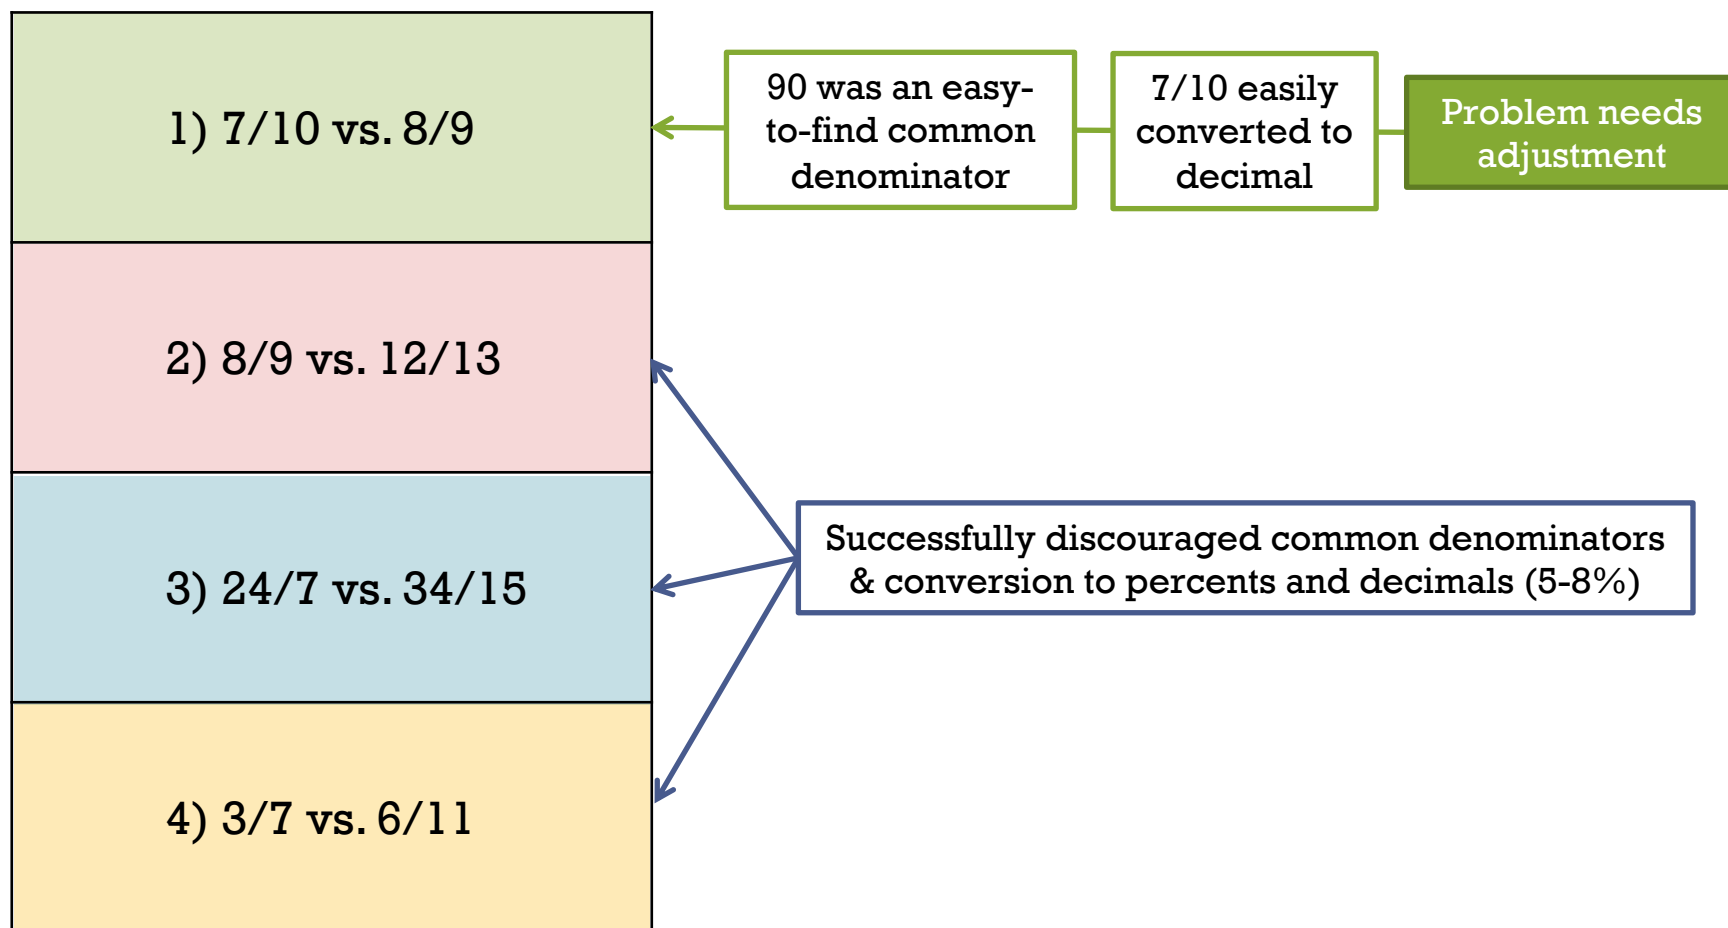 1) 7/10 vs. 8/9
90 was an easy-
to-find common
denominator
7/10 easily
converted to
decimal
Problem needs
adjustment
2) 8/9 vs. 12/13
3) 24/7 vs. 34/15
Successfully discouraged common denominators
& conversion to percents and decimals (5-8%)
4) 3/7 vs. 6/11